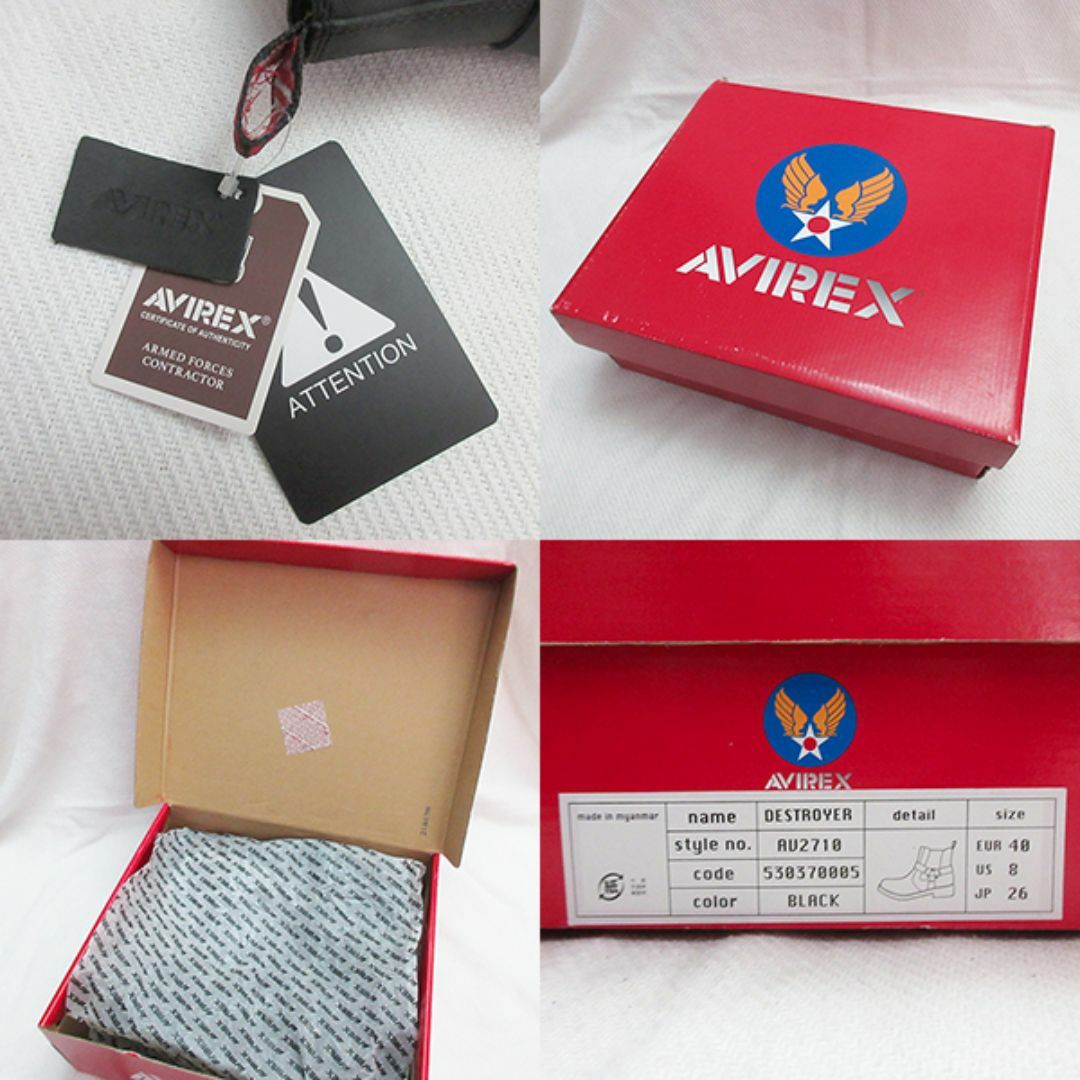 AVIREX
AVIREX®
CERTIFICATE OF AUTHENTICITY
ARMED FORCES
CONTRACTOR
ATTENTION
AVIREX
AVIREX
made in myanmar
name DESTROYER detail size
style no. AV2710 EUR 40
code 530370005 US 8
color BLACK JP 26